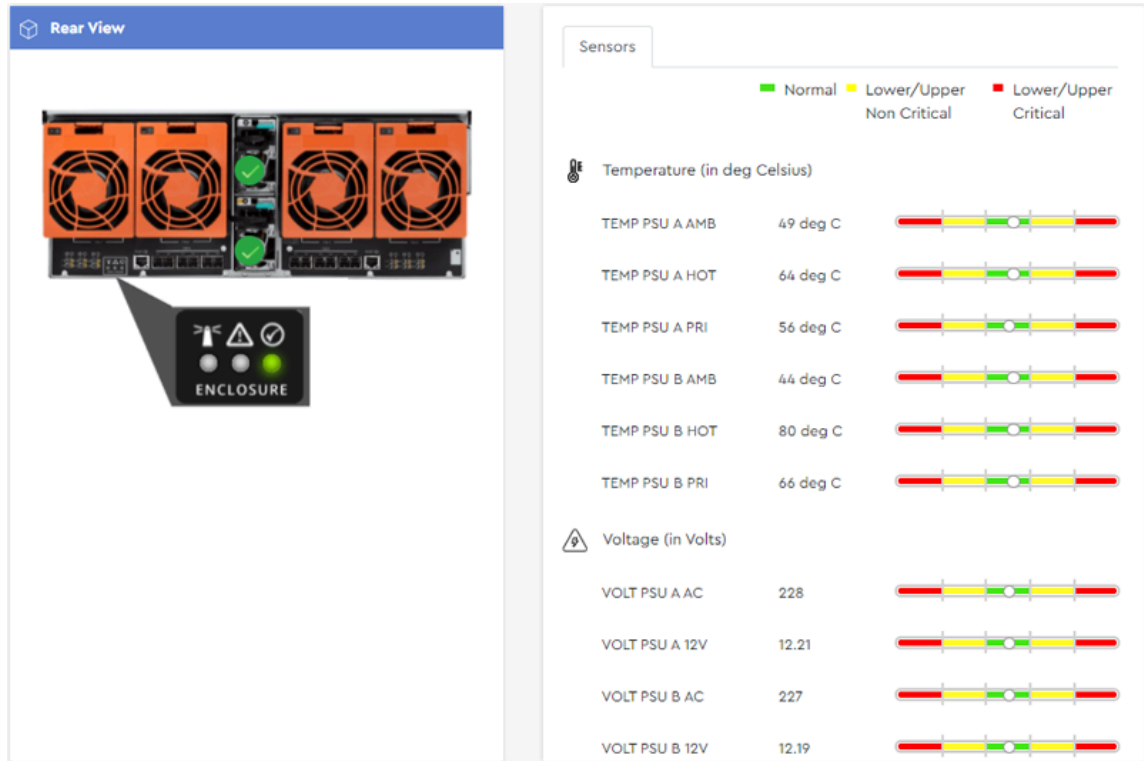 Rear View
ENCLOSURE
Sensors
Normal
Lower/Upper
Non Critical
Lower/Upper
Critical
Temperature (in deg Celsius)
TEMP PSU A AMB 49 deg C
TEMP PSU A HOT 64 deg C
TEMP PSU A PRI 56 deg C
TEMP PSU B AMB 44 deg C
TEMP PSU B HOT 80 deg C
TEMP PSU B PRI 66 deg C
Voltage (in Volts)
VOLT PSU A AC 228
VOLT PSU A 12V 12.21
VOLT PSU B AC 227
VOLT PSU B 12V 12.19